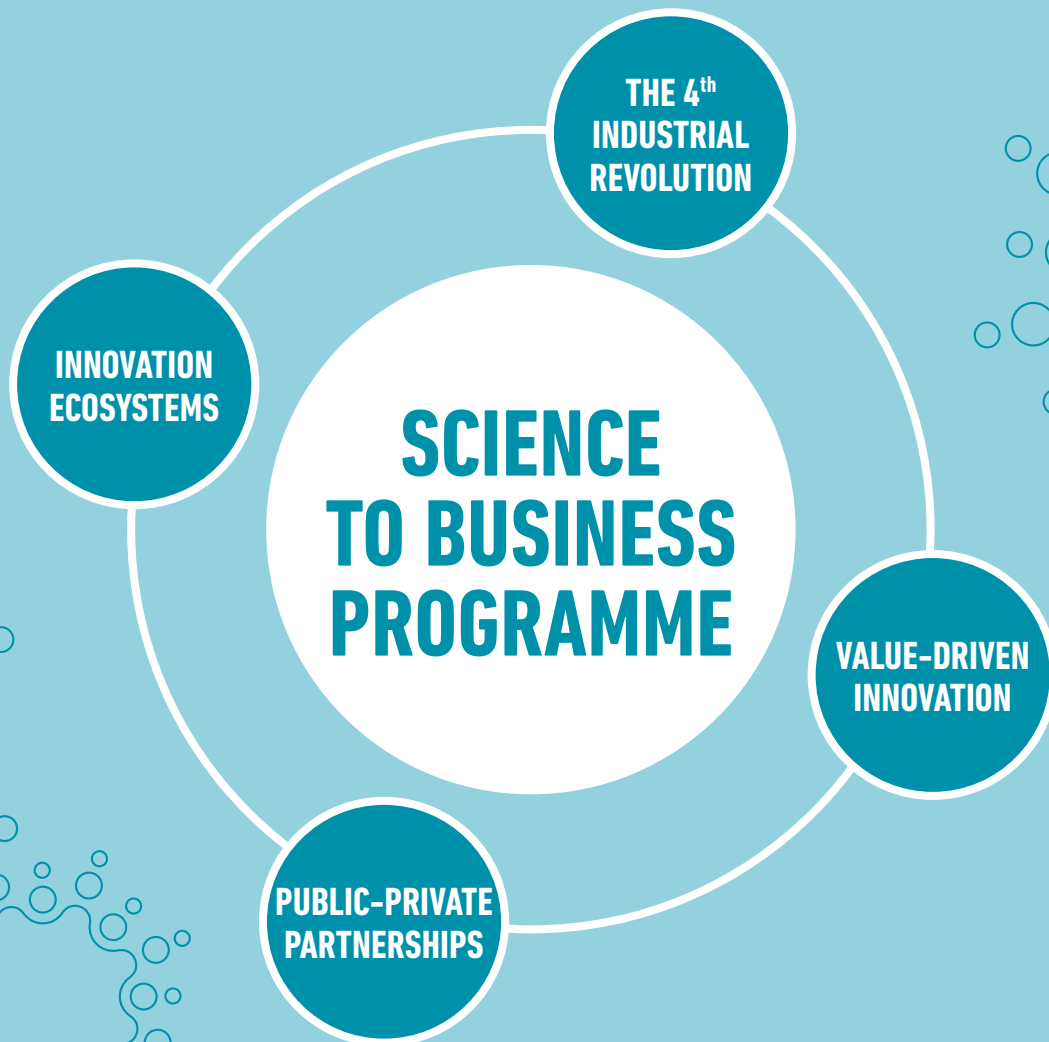 THE 4th
INDUSTRIAL
REVOLUTION
INNOVATION
ECOSYSTEMS
SCIENCE
TO BUSINESS
PROGRAMME
VALUE-DRIVEN
INNOVATION
PUBLIC-PRIVATE
PARTNERSHIPS